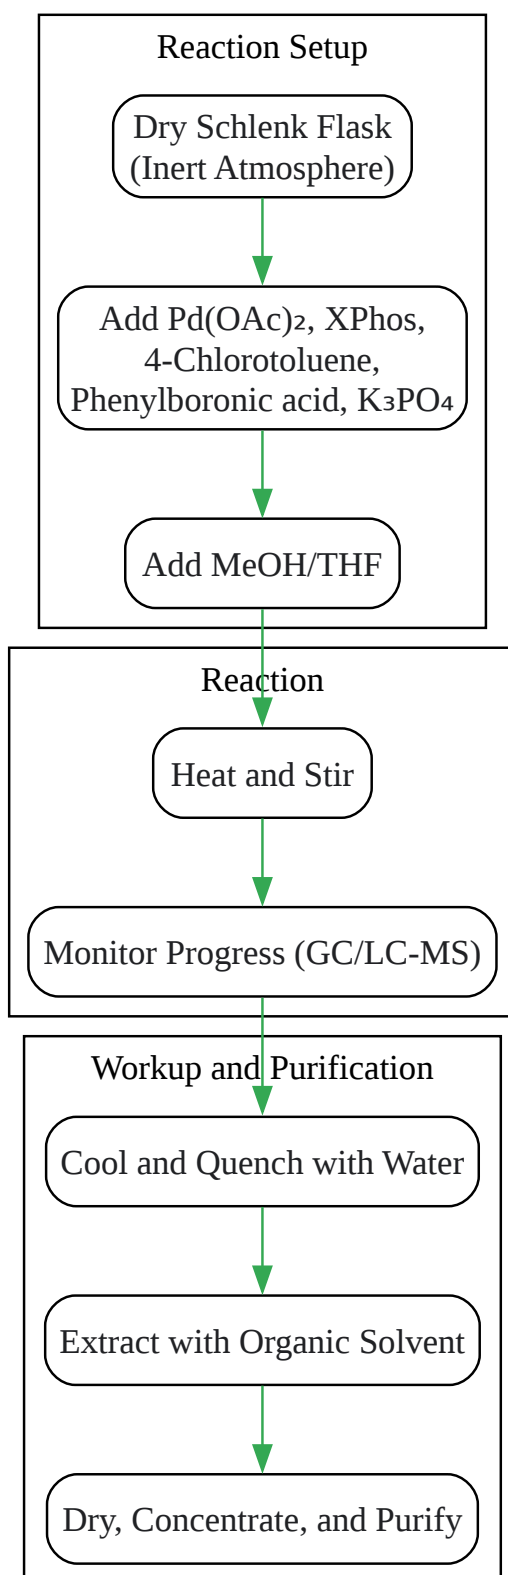 Reaction Setup
Dry Schlenk Flask
(Inert Atmosphere)
Add Pd(OAc)₂, XPhos,
4-Chlorotoluene,
Phenylboronic acid, K₃PO₄
Add MeOH/THF
Reaction
Heat and Stir
Monitor Progress (GC/LC-MS)
Workup and Purification
Cool and Quench with Water
Extract with Organic Solvent
Dry, Concentrate, and Purify